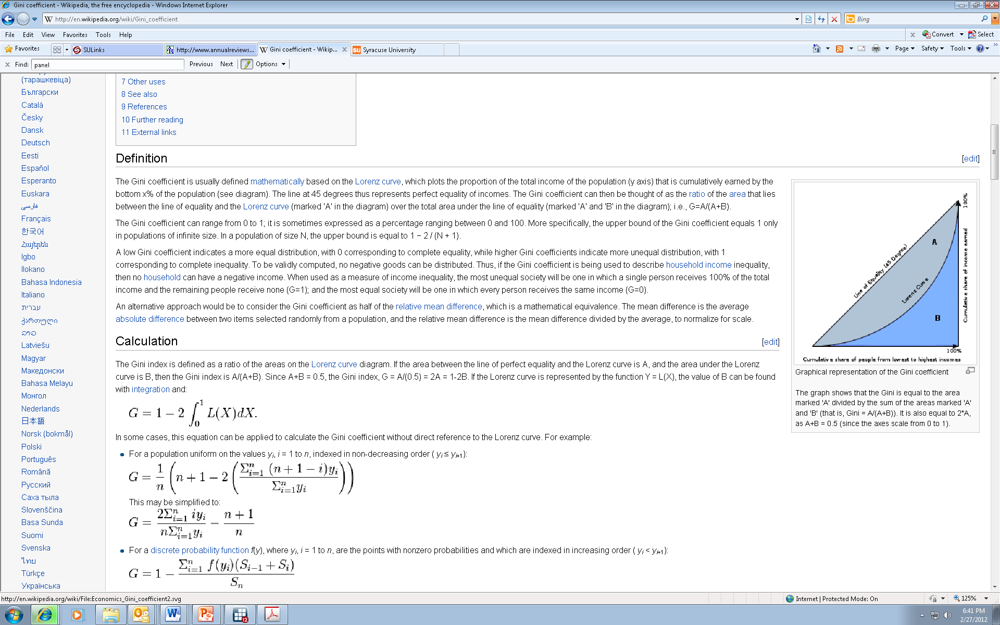 Gini coefficient - Wikipedia, the free encyclopedia - Windows Internet Explorer
http://en.wikipedia.org/wiki/Gini_coefficient
Bing
File Edit View Favorites Tools Help
Convert Select
Favorites
SULinks
http://www.annualreviews...
Gini coefficient - Wikip...
Syracuse University
Page Safety Tools
Find: panel Previous Next Options
(тарашкевіца)
Български
Català
Česky
Dansk
Deutsch
Eesti
Español
Esperanto
Euskara
فارسی
Français
한국어
Հայերեն
Igbo
Ilokano
Bahasa Indonesia
Italiano
עברית
ქართული
ລາວ
Latviešu
Magyar
Македонски
Bahasa Melayu
Монгол
Nederlands
日本語
Norsk (bokmål)
Polski
Português
Română
Русский
Саха тыла
Slovenščina
Basa Sunda
Suomi
Svenska
ไทย
Türkçe
Українська
7 Other uses
8 See also
9 References
10 Further reading
11 External links
Definition
[edit]
The Gini coefficient is usually defined mathematically based on the Lorenz curve, which plots the proportion of the total income of the population (y axis) that is cumulatively earned by the
bottom x% of the population (see diagram). The line at 45 degrees thus represents perfect equality of incomes. The Gini coefficient can then be thought of as the ratio of the area that lies
between the line of equality and the Lorenz curve (marked 'A' in the diagram) over the total area under the line of equality (marked 'A' and 'B' in the diagram); i.e., G=A/(A+B).
The Gini coefficient can range from 0 to 1; it is sometimes expressed as a percentage ranging between 0 and 100. More specifically, the upper bound of the Gini coefficient equals 1 only
in populations of infinite size. In a population of size N, the upper bound is equal to 1 − 2 / (N + 1).
A low Gini coefficient indicates a more equal distribution, with 0 corresponding to complete equality, while higher Gini coefficients indicate more unequal distribution, with 1
corresponding to complete inequality. To be validly computed, no negative goods can be distributed. Thus, if the Gini coefficient is being used to describe household income inequality,
then no household can have a negative income. When used as a measure of income inequality, the most unequal society will be one in which a single person receives 100% of the total
income and the remaining people receive none (G=1); and the most equal society will be one in which every person receives the same income (G=0).
An alternative approach would be to consider the Gini coefficient as half of the relative mean difference, which is a mathematical equivalence. The mean difference is the average
absolute difference between two items selected randomly from a population, and the relative mean difference is the mean difference divided by the average, to normalize for scale.
Calculation
[edit]
The Gini index is defined as a ratio of the areas on the Lorenz curve diagram. If the area between the line of perfect equality and the Lorenz curve is A, and the area under the Lorenz
curve is B, then the Gini index is A/(A+B). Since A+B = 0.5, the Gini index, G = A/(0.5) = 2A = 1-2B. If the Lorenz curve is represented by the function Y = L(X), the value of B can be found
with integration and:
G = 1 − 2 ∫₀¹ L(X)dX.
In some cases, this equation can be applied to calculate the Gini coefficient without direct reference to the Lorenz curve. For example:
• For a population uniform on the values yᵢ, i = 1 to n, indexed in non-decreasing order ( yᵢ ≤ yᵢ₊₁):
G = 1/n ( n + 1 − 2 ( Σⁿᵢ₌₁ (n + 1 − i)yᵢ / Σⁿᵢ₌₁yᵢ ) )
This may be simplified to:
G = 2Σⁿᵢ₌₁ iyᵢ / nΣⁿᵢ₌₁yᵢ − (n + 1)/n
• For a discrete probability function f(y), where yᵢ, i = 1 to n, are the points with nonzero probabilities and which are indexed in increasing order ( yᵢ < yᵢ₊₁):
G = 1 − Σⁿᵢ₌₁ f(yᵢ)(Sᵢ₋₁ + Sᵢ) / Sₙ
100%
Line of Equality (45 Degree)
A
Lorenz Curve
B
Cumulative share of income earned
100%
Cumulative share of people from lowest to highest incomes
Graphical representation of the Gini coefficient
The graph shows that the Gini is equal to the area
marked 'A' divided by the sum of the areas marked 'A'
and 'B' (that is, Gini = A/(A+B)). It is also equal to 2*A,
as A+B = 0.5 (since the axes scale from 0 to 1).
http://en.wikipedia.org/wiki/File:Economics_Gini_coefficient2.svg
Internet | Protected Mode: On
125%
12
6:41 PM
2/27/2012